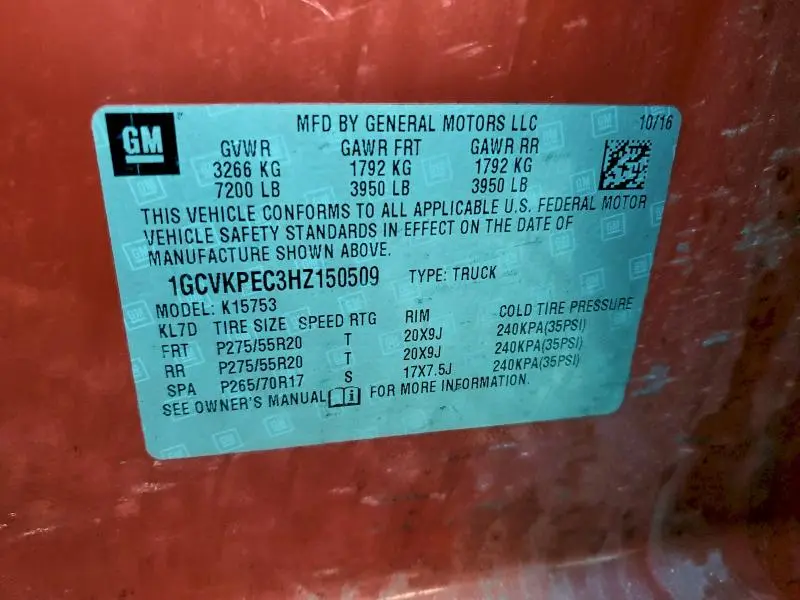 GM
MFD BY GENERAL MOTORS LLC 10/16
GVWR GAWR FRT GAWR RR
3266 KG 1792 KG 1792 KG
7200 LB 3950 LB 3950 LB
THIS VEHICLE CONFORMS TO ALL APPLICABLE U.S. FEDERAL MOTOR
VEHICLE SAFETY STANDARDS IN EFFECT ON THE DATE OF
MANUFACTURE SHOWN ABOVE.
1GCVKPEC3HZ150509 TYPE: TRUCK
MODEL: K15753
KL7D TIRE SIZE SPEED RTG RIM COLD TIRE PRESSURE
FRT P275/55R20 T 20X9J 240KPA(35PSI)
RR P275/55R20 T 20X9J 240KPA(35PSI)
SPA P265/70R17 S 17X7.5J 240KPA(35PSI)
SEE OWNER'S MANUAL i FOR MORE INFORMATION.